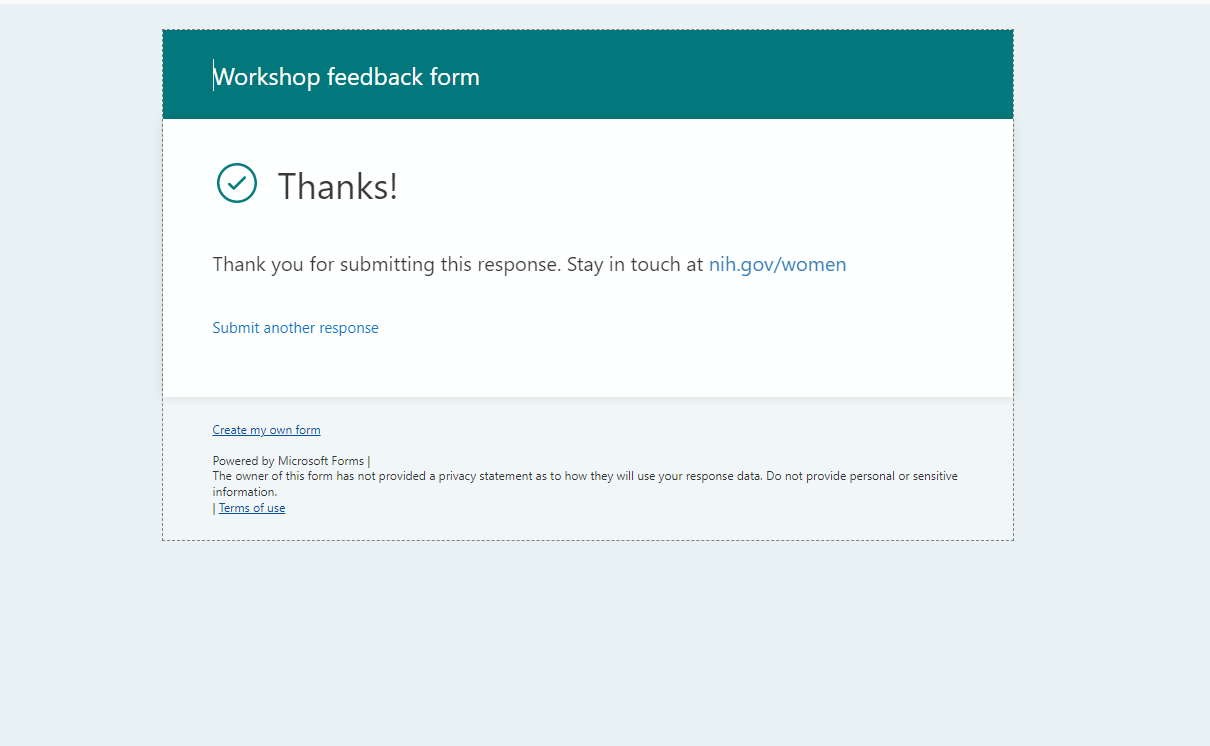 Workshop feedback form
Thanks!
Thank you for submitting this response. Stay in touch at nih.gov/women
Submit another response
Create my own form
Powered by Microsoft Forms |
The owner of this form has not provided a privacy statement as to how they will use your response data. Do not provide personal or sensitive
information.
| Terms of use